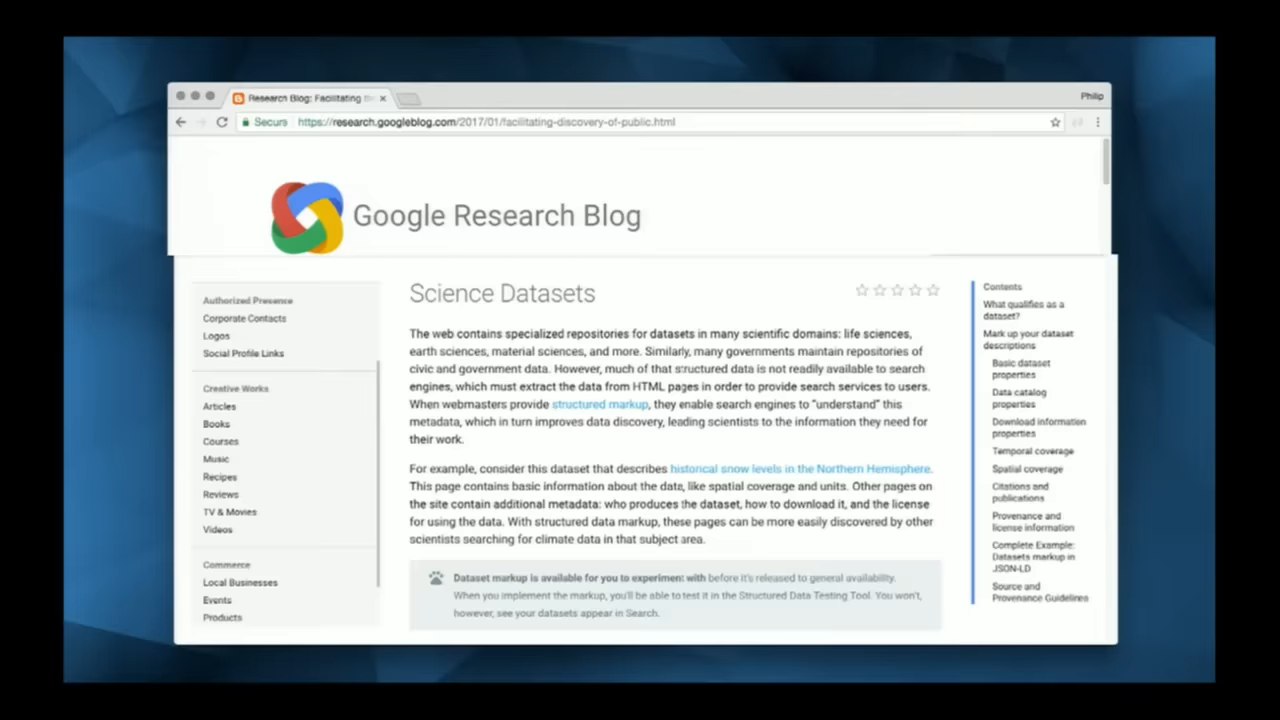 Research Blog: Facilitating
Philip
Secure https://research.googleblog.com/2017/01/facilitating-discovery-of-public.html
Google Research Blog
Authorized Presence
Corporate Contacts
Logos
Social Profile Links
Creative Works
Articles
Books
Courses
Music
Recipes
Reviews
TV & Movies
Videos
Commerce
Local Businesses
Events
Products
Science Datasets
The web contains specialized repositories for datasets in many scientific domains: life sciences,
earth sciences, material sciences, and more. Similarly, many governments maintain repositories of
civic and government data. However, much of that structured data is not readily available to search
engines, which must extract the data from HTML pages in order to provide search services to users.
When webmasters provide structured markup, they enable search engines to "understand" this
metadata, which in turn improves data discovery, leading scientists to the information they need for
their work.
For example, consider this dataset that describes historical snow levels in the Northern Hemisphere.
This page contains basic information about the data, like spatial coverage and units. Other pages on
the site contain additional metadata: who produces the dataset, how to download it, and the license
for using the data. With structured data markup, these pages can be more easily discovered by other
scientists searching for climate data in that subject area.
Dataset markup is available for you to experiment: with before it's released to general availability.
When you implement the markup, you'll be able to test it in the Structured Data Testing Tool. You won't,
however, see your datasets appear in Search.
Contents
What qualifies as a
dataset?
Mark up your dataset
descriptions
Basic dataset
properties
Data catalog
properties
Download information
properties
Temporal coverage
Spatial coverage
Citations and
publications
Provenance and
license information
Complete Example:
Datasets markup in
JSON-LD
Source and
Provenance Guidelines